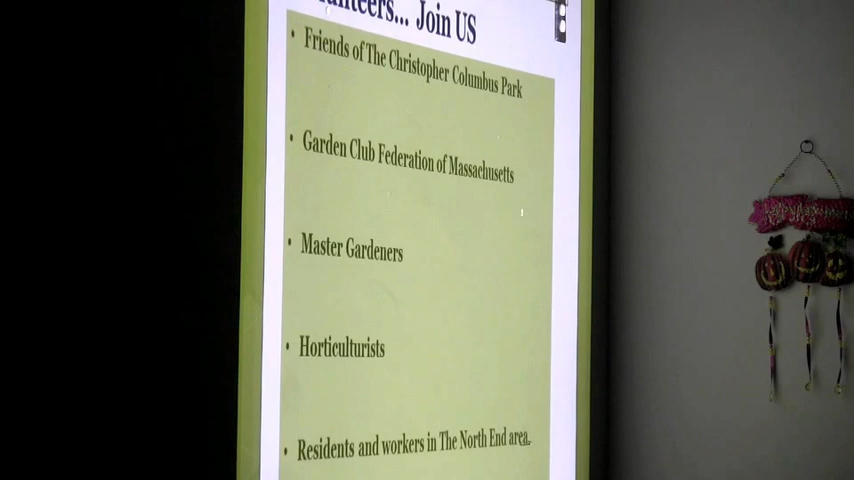 Join US
• Friends of The Christopher Columbus Park
• Garden Club Federation of Massachusetts
• Master Gardeners
• Horticulturists
• Residents and workers in The North End area.